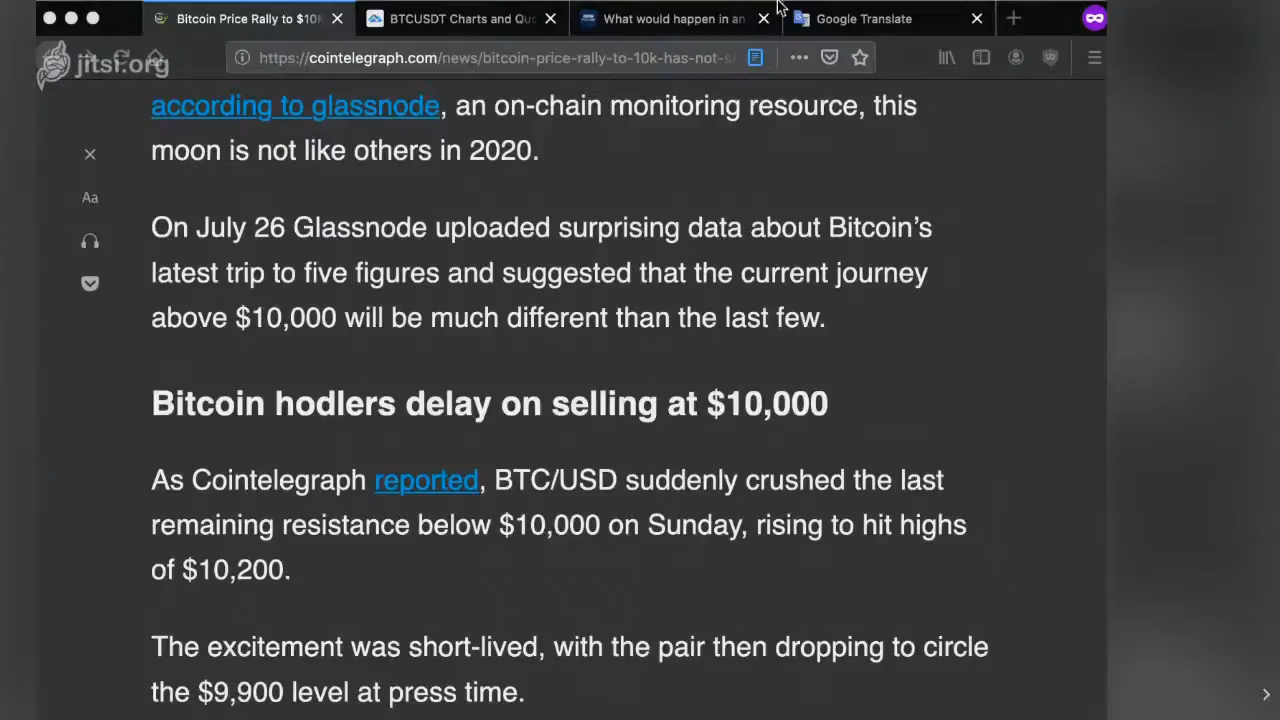 Bitcoin Price Rally to $10K
BTCUSDT Charts and Quo
What would happen in an
Google Translate
jitsi.org
https://cointelegraph.com/news/bitcoin-price-rally-to-10k-has-not-s
according to glassnode, an on-chain monitoring resource, this
moon is not like others in 2020.
Aa
On July 26 Glassnode uploaded surprising data about Bitcoin’s
latest trip to five figures and suggested that the current journey
above $10,000 will be much different than the last few.
Bitcoin hodlers delay on selling at $10,000
As Cointelegraph reported, BTC/USD suddenly crushed the last
remaining resistance below $10,000 on Sunday, rising to hit highs
of $10,200.
The excitement was short-lived, with the pair then dropping to circle
the $9,900 level at press time.